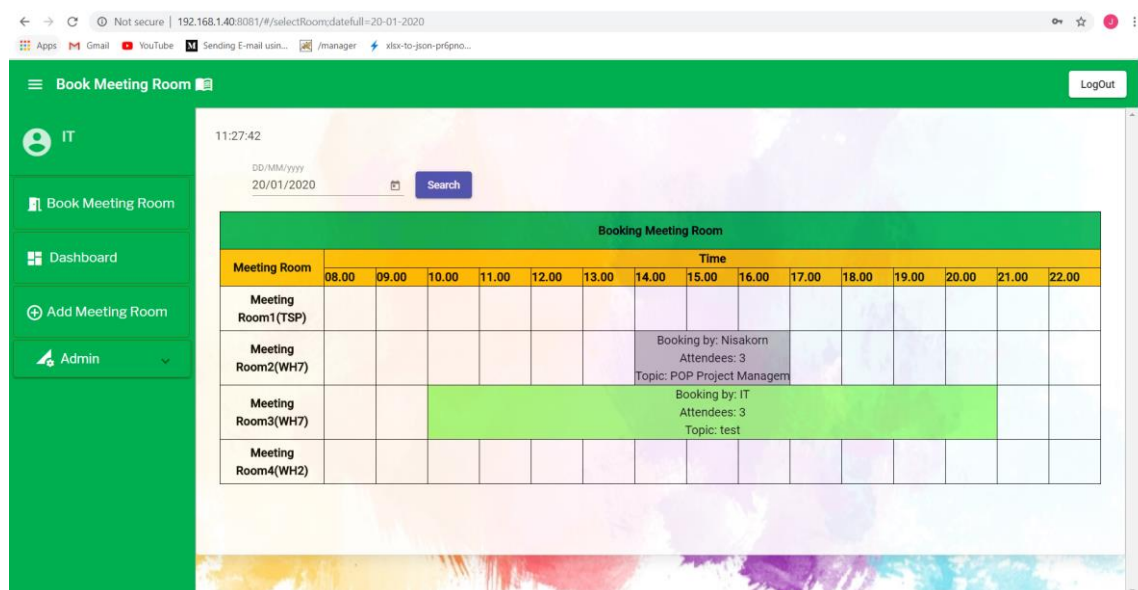 Not secure | 192.168.1.40:8081/#/selectRoom;datefull=20-01-2020
Apps Gmail YouTube Sending E-mail usin... /manager xlsx-to-json-pr6pno...
Book Meeting Room
LogOut
IT
Book Meeting Room
Dashboard
Add Meeting Room
Admin
11:27:42
DD/MM/yyyy
20/01/2020
Search
Booking Meeting Room
Meeting Room
Time
08.00 09.00 10.00 11.00 12.00 13.00 14.00 15.00 16.00 17.00 18.00 19.00 20.00 21.00 22.00
Meeting
Room1(TSP)
Meeting
Room2(WH7)
Booking by: Nisakorn
Attendees: 3
Topic: POP Project Managem
Meeting
Room3(WH7)
Booking by: IT
Attendees: 3
Topic: test
Meeting
Room4(WH2)